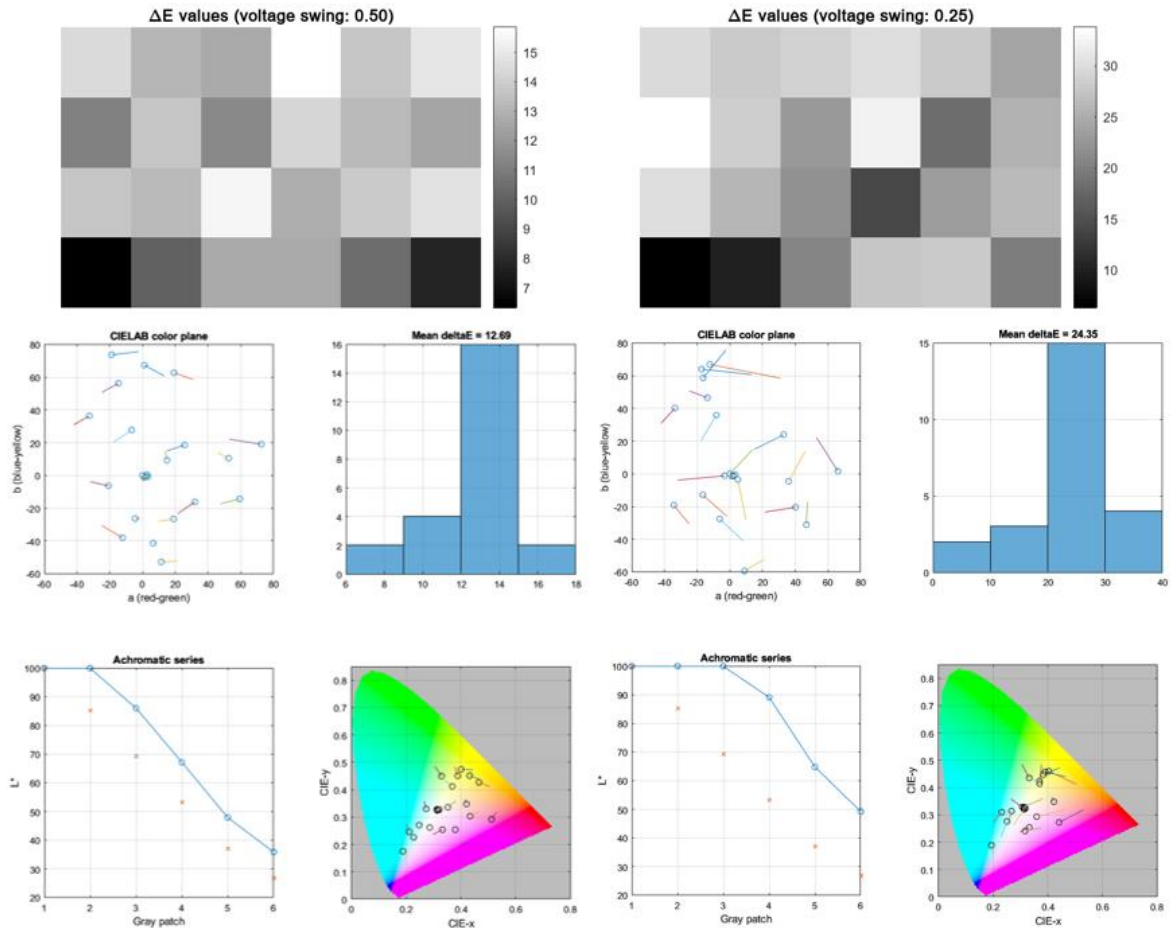 ΔE values (voltage swing: 0.50)
15
14
13
12
11
10
9
8
7
ΔE values (voltage swing: 0.25)
30
25
20
15
10
CIELAB color plane
80
60
40
20
0
-20
-40
-60
b (blue-yellow)
-60 -40 -20 0 20 40 60 80
a (red-green)
Mean deltaE = 12.69
16
14
12
10
8
6
4
2
0
6 8 10 12 14 16 18
CIELAB color plane
80
60
40
20
0
-20
-40
-60
b (blue-yellow)
-60 -40 -20 0 20 40 60 80
a (red-green)
Mean deltaE = 24.35
15
10
5
0
0 10 20 30 40
Achromatic series
100
90
80
70
60
50
40
30
20
L*
1 2 3 4 5 6
Gray patch
0.8
0.7
0.6
0.5
0.4
0.3
0.2
0.1
0
CIE-y
0 0.2 0.4 0.6 0.8
CIE-x
Achromatic series
100
90
80
70
60
50
40
30
20
L*
1 2 3 4 5 6
Gray patch
0.8
0.7
0.6
0.5
0.4
0.3
0.2
0.1
0
CIE-y
0 0.2 0.4 0.6 0.8
CIE-x